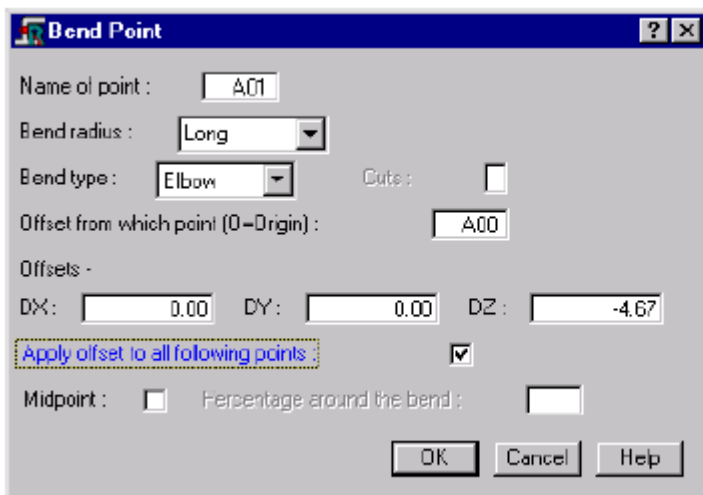 Bend Point
Name of point : A01
Bend radius : Long
Bend type : Elbow Cuts :
Offset from which point (0=Origin) : A00
Offsets -
DX : 0.00 DY : 0.00 DZ : -4.67
Apply offset to all following points :
Midpoint : Percentage around the bend :
OK Cancel Help